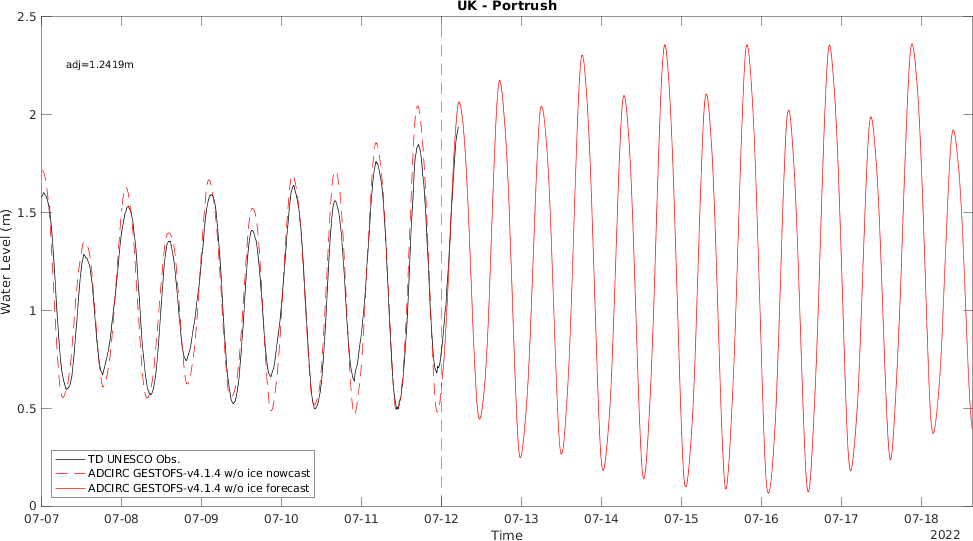 UK - Portrush
2.5
2
1.5
1
0.5
0
Water Level (m)
adj=1.2419m
TD UNESCO Obs.
ADCIRC GESTOFS-v4.1.4 w/o ice nowcast
ADCIRC GESTOFS-v4.1.4 w/o ice forecast
07-07 07-08 07-09 07-10 07-11 07-12 07-13 07-14 07-15 07-16 07-17 07-18
Time
2022